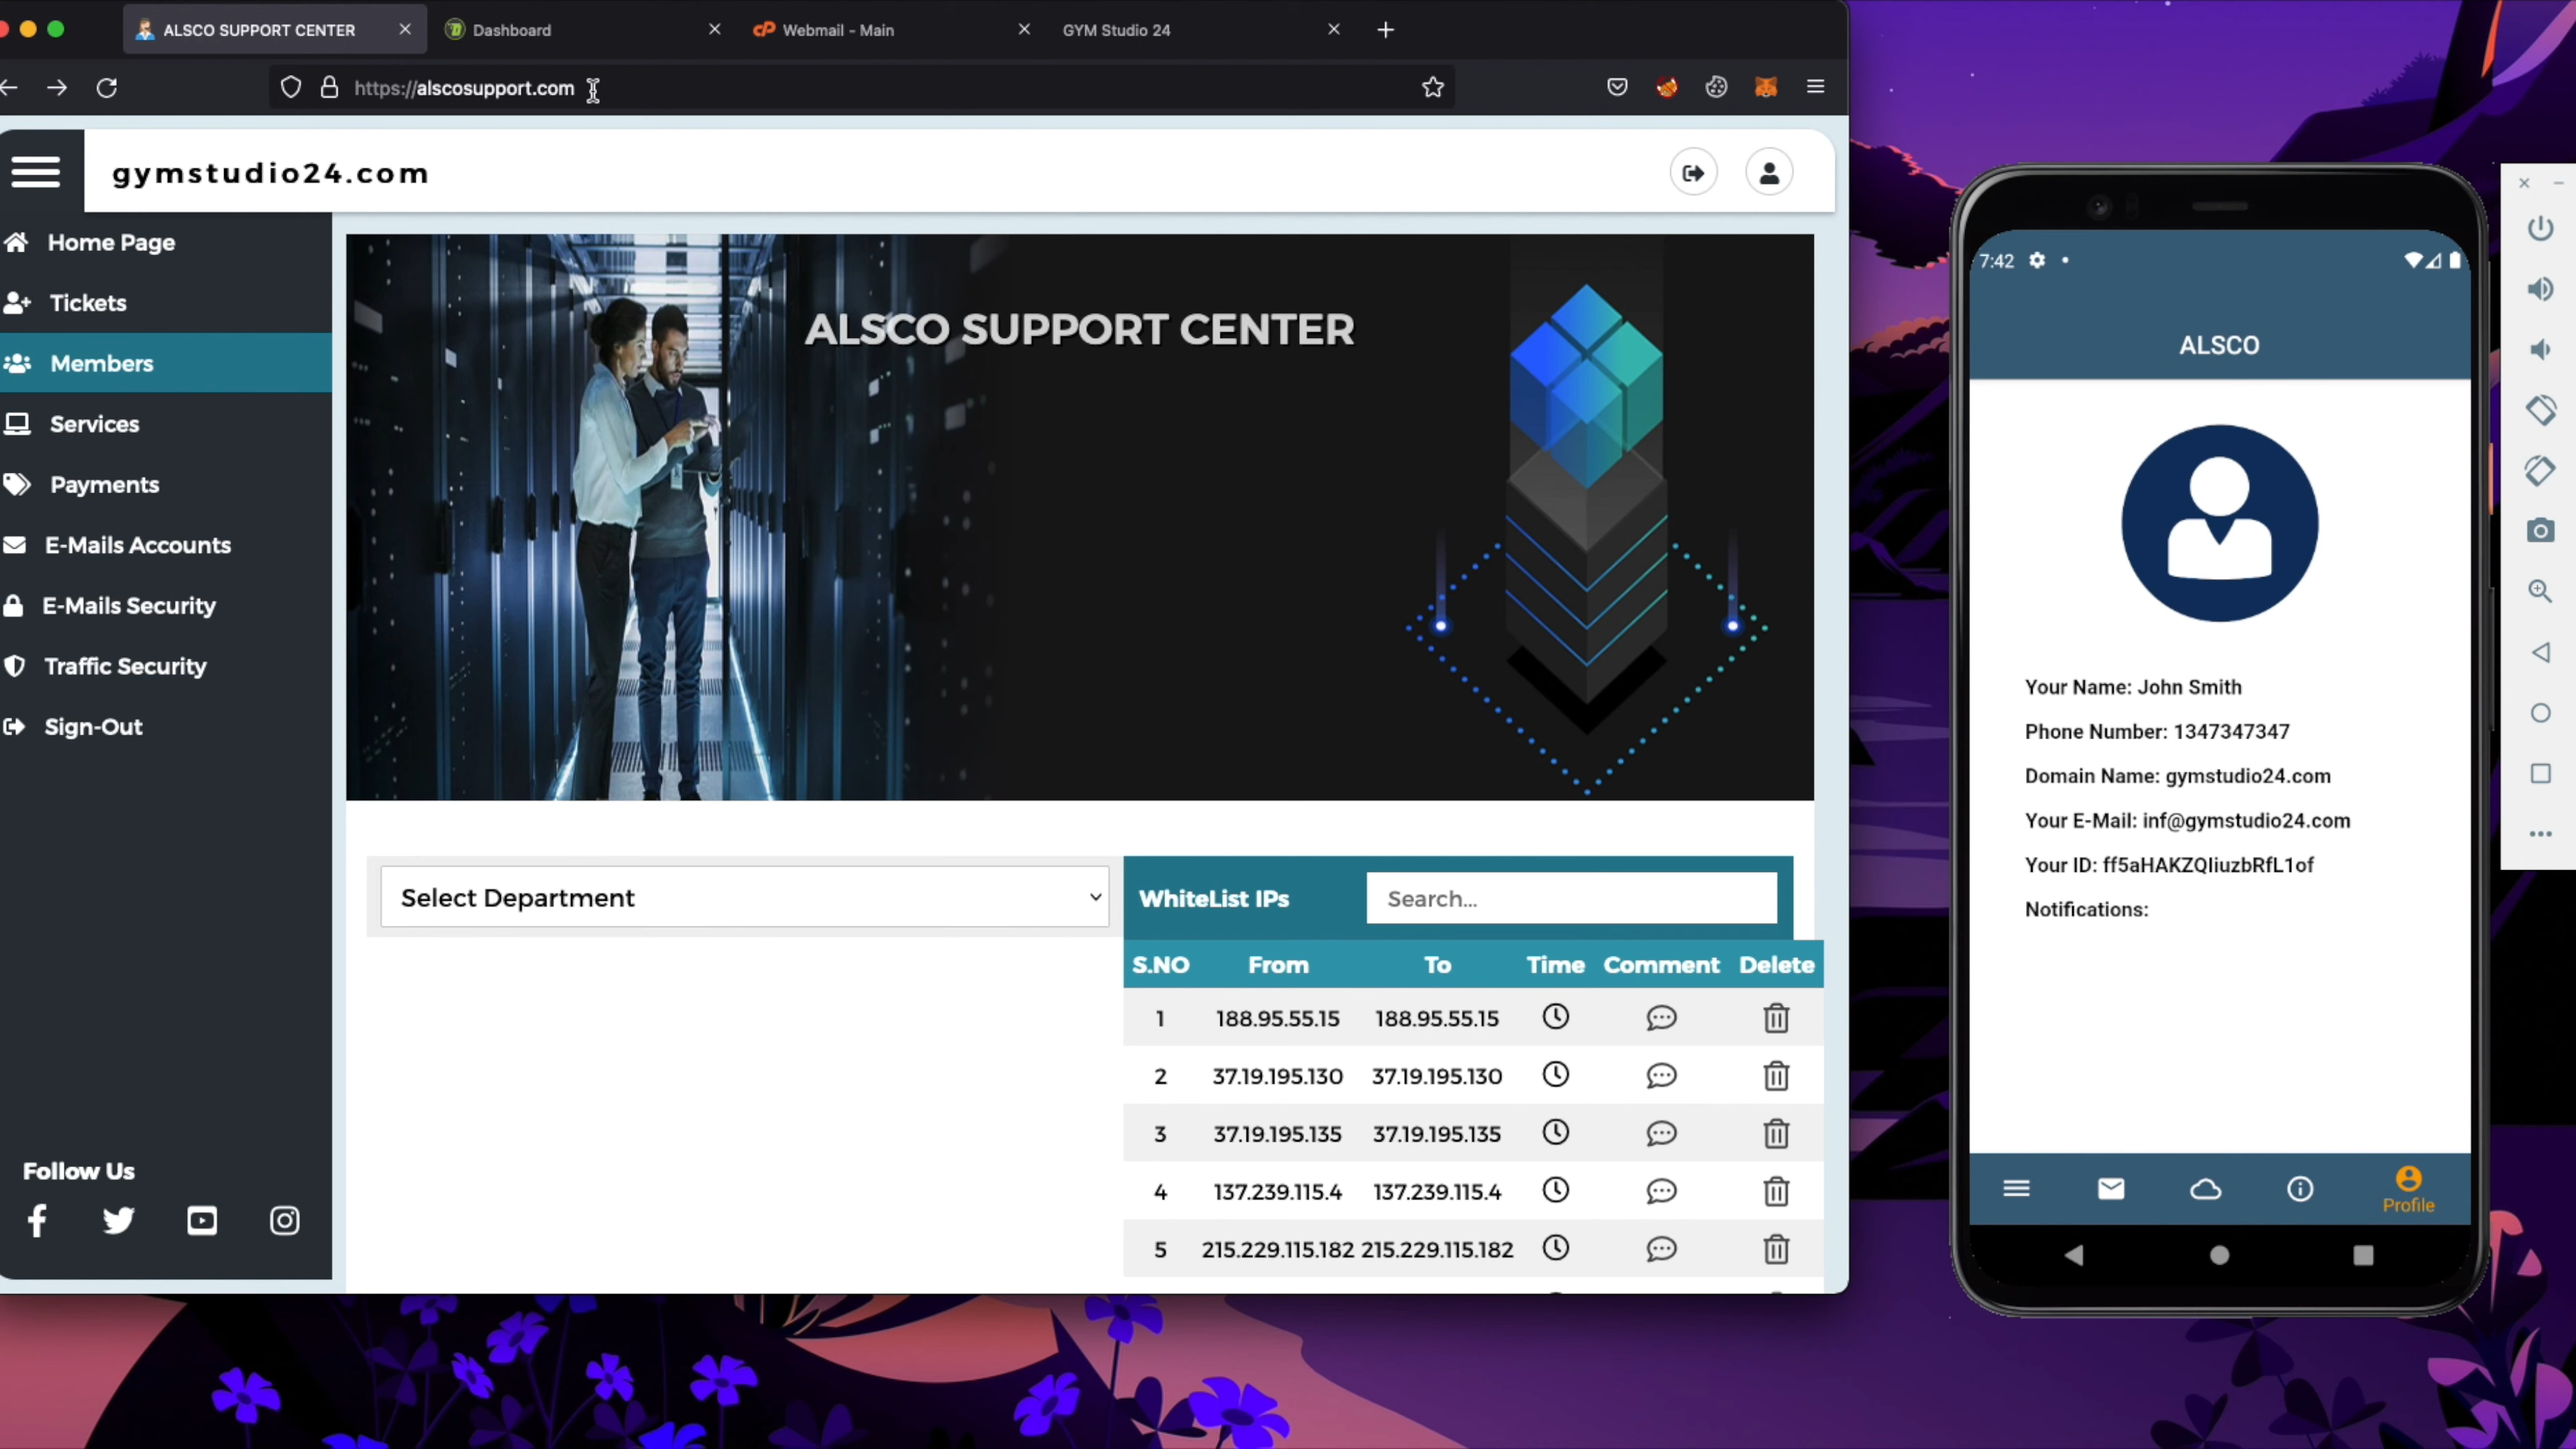 ALSCO SUPPORT CENTER
Dashboard
Webmail - Main
GYM Studio 24
https://alscosupport.com
gymstudio24.com
Home Page
Tickets
Members
Services
Payments
E-Mails Accounts
E-Mails Security
Traffic Security
Sign-Out
Follow Us
ALSCO SUPPORT CENTER
Select Department
WhiteList IPs
Search...
S.NO From To Time Comment Delete
1 188.95.55.15 188.95.55.15
2 37.19.195.130 37.19.195.130
3 37.19.195.135 37.19.195.135
4 137.239.115.4 137.239.115.4
5 215.229.115.182 215.229.115.182
7:42
ALSCO
Your Name: John Smith
Phone Number: 1347347347
Domain Name: gymstudio24.com
Your E-Mail: inf@gymstudio24.com
Your ID: ff5aHAKZQIiuzbRfL1of
Notifications:
Profile